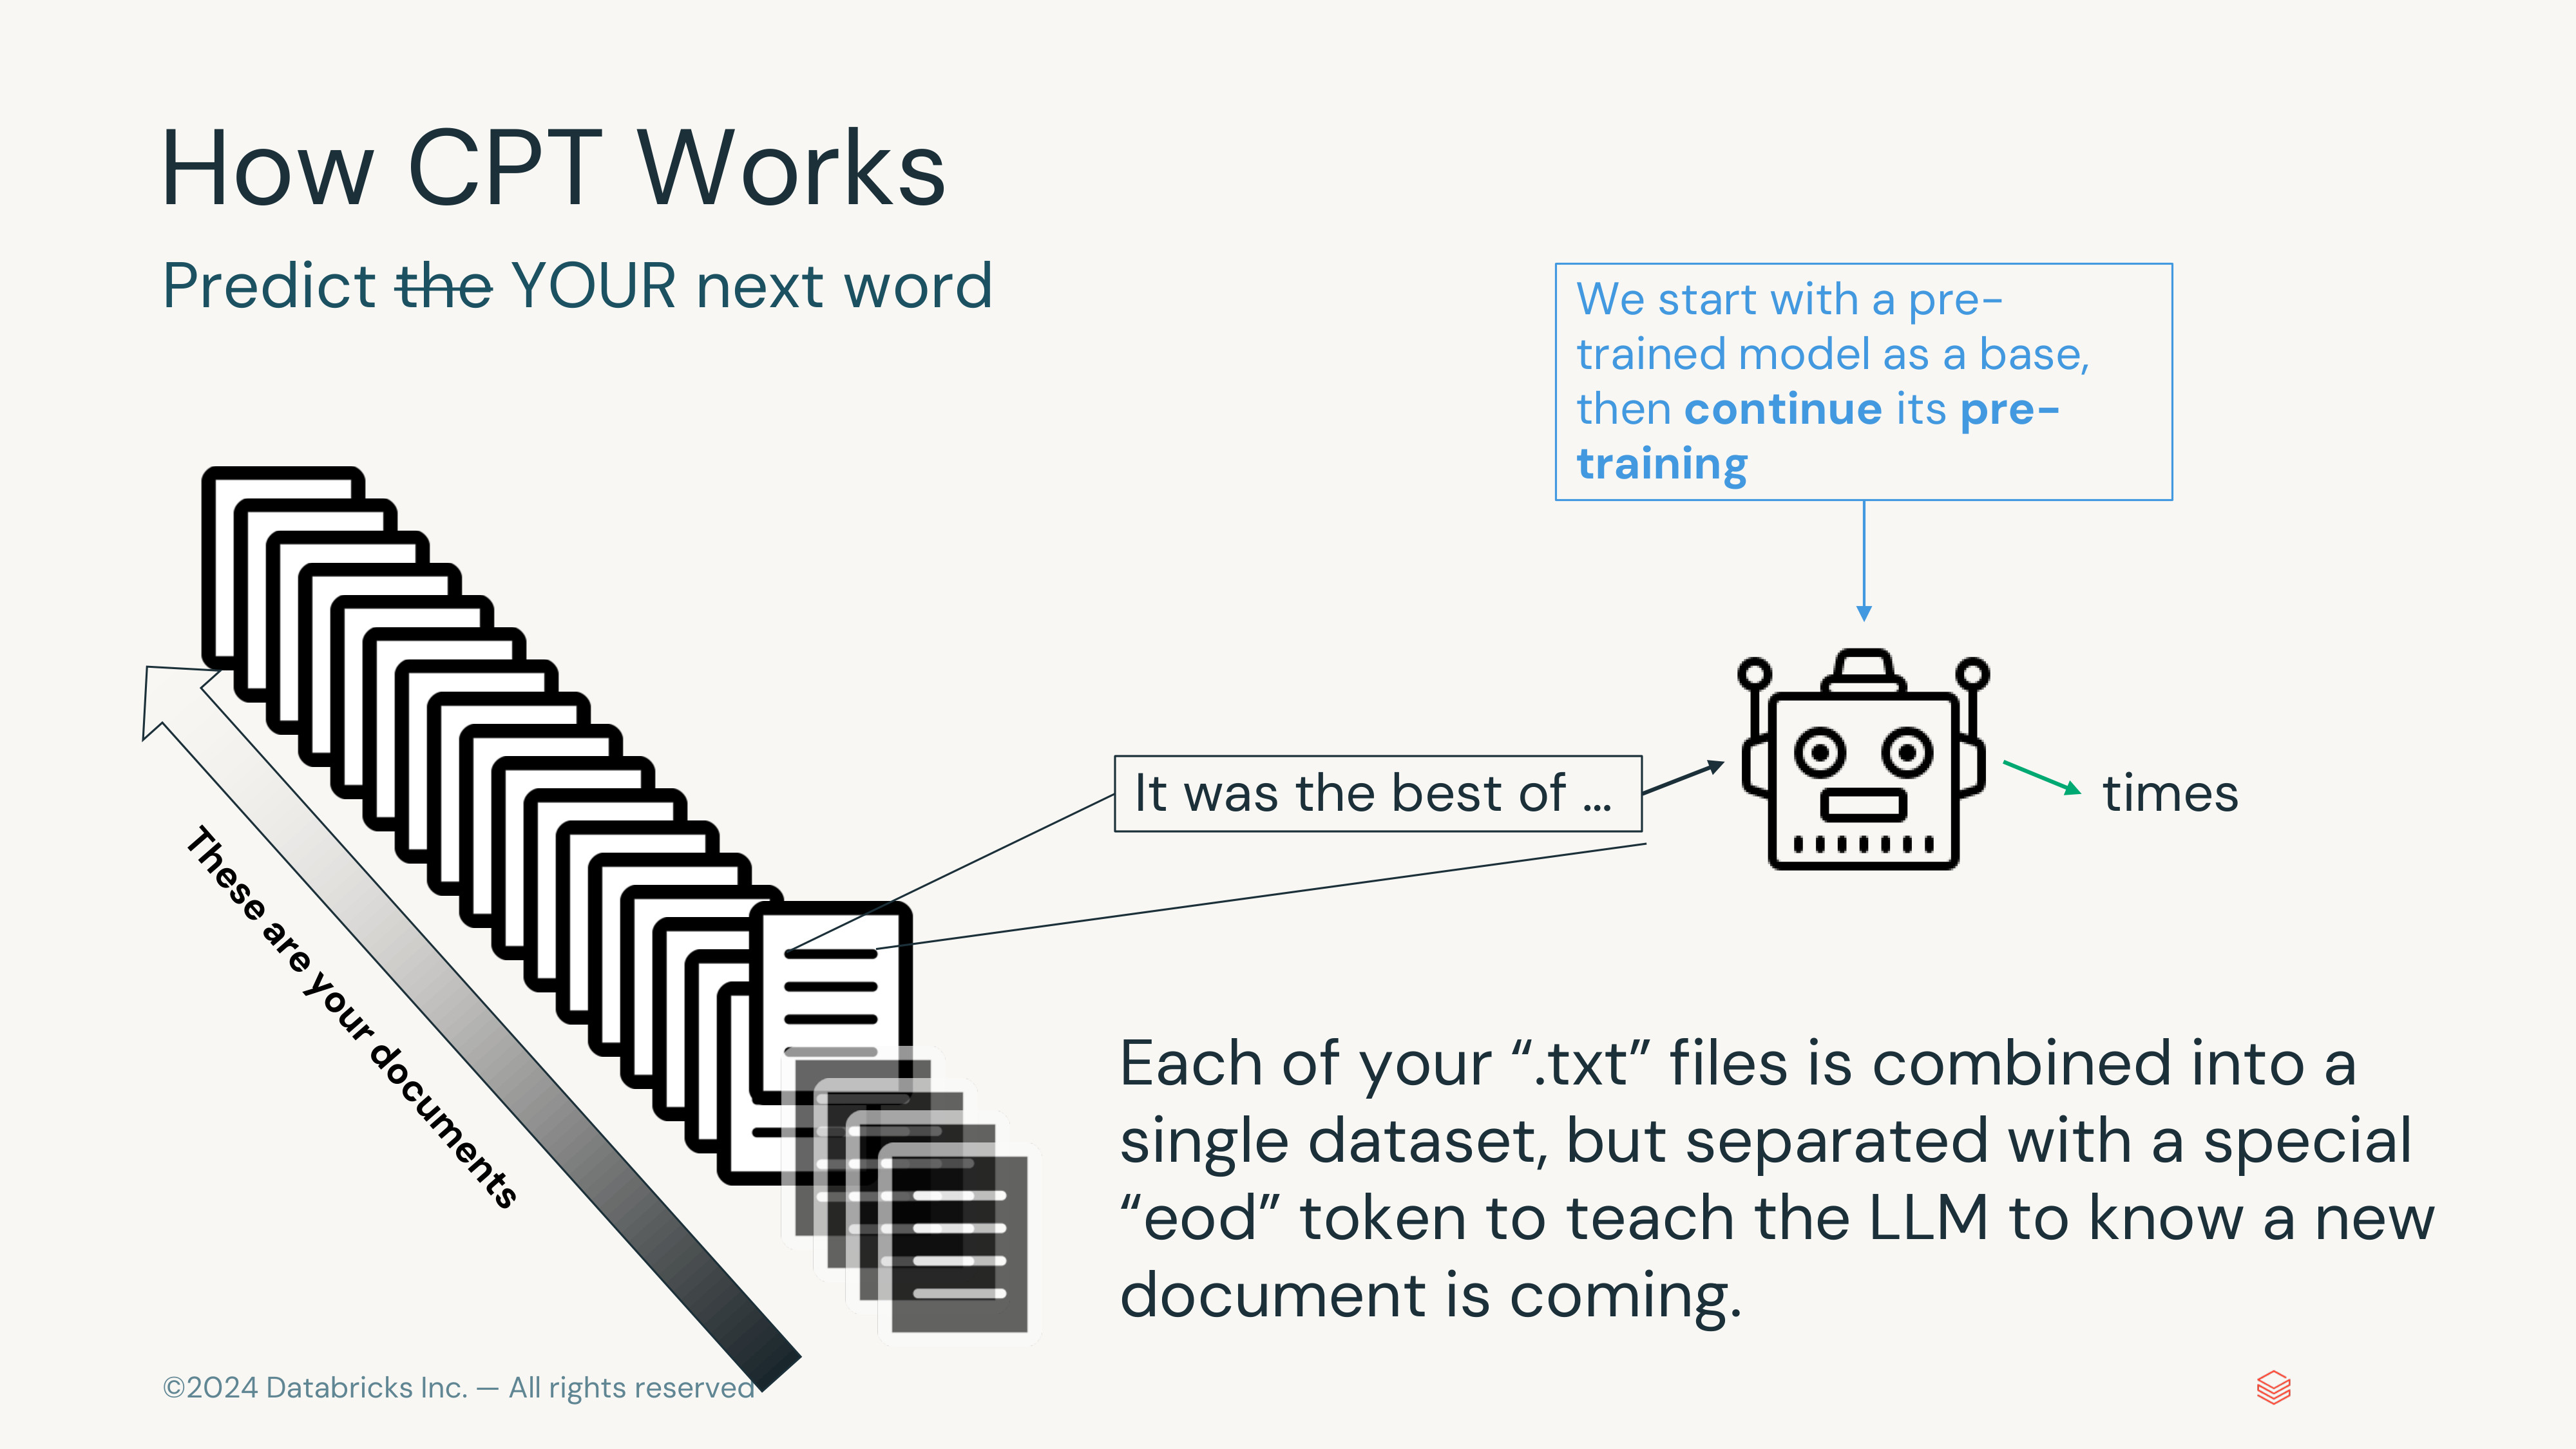 How CPT Works
Predict the YOUR next word
We start with a pre-
trained model as a base,
then continue its pre-
training
These are your documents
It was the best of ...
times
Each of your “.txt” files is combined into a
single dataset, but separated with a special
“eod” token to teach the LLM to know a new
document is coming.
©2024 Databricks Inc. — All rights reserved